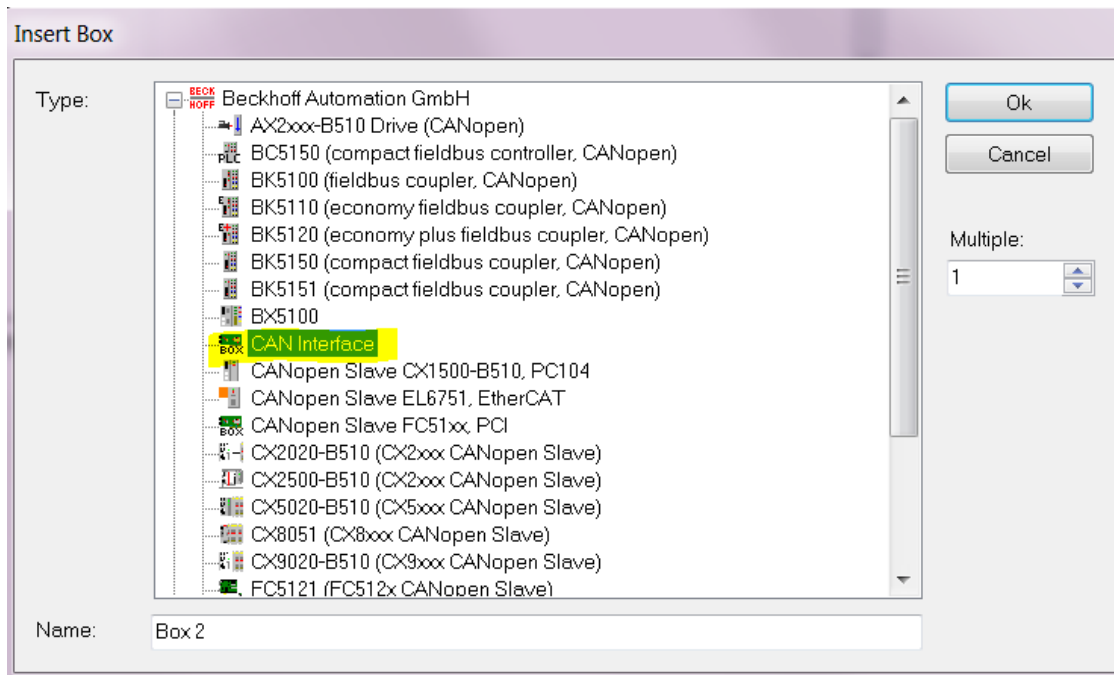 Insert Box
Type:
BECK
HOFF
Beckhoff Automation GmbH
AX2xxx-B510 Drive (CANopen)
PLC
BC5150 (compact fieldbus controller, CANopen)
BK5100 (fieldbus coupler, CANopen)
E
BK5110 (economy fieldbus coupler, CANopen)
E
BK5120 (economy plus fieldbus coupler, CANopen)
BK5150 (compact fieldbus coupler, CANopen)
BK5151 (compact fieldbus coupler, CANopen)
BX5100
BOX
CAN Interface
CANopen Slave CX1500-B510, PC104
CANopen Slave EL6751, EtherCAT
BOX
CANopen Slave FC51xx, PCI
CX2020-B510 (CX2xxx CANopen Slave)
CX2500-B510 (CX2xxx CANopen Slave)
CX5020-B510 (CX5xxx CANopen Slave)
CX8051 (CX8xxx CANopen Slave)
CX9020-B510 (CX9xxx CANopen Slave)
FC5121 (FC512x CANopen Slave)
Ok
Cancel
Multiple:
1
Name:
Box 2